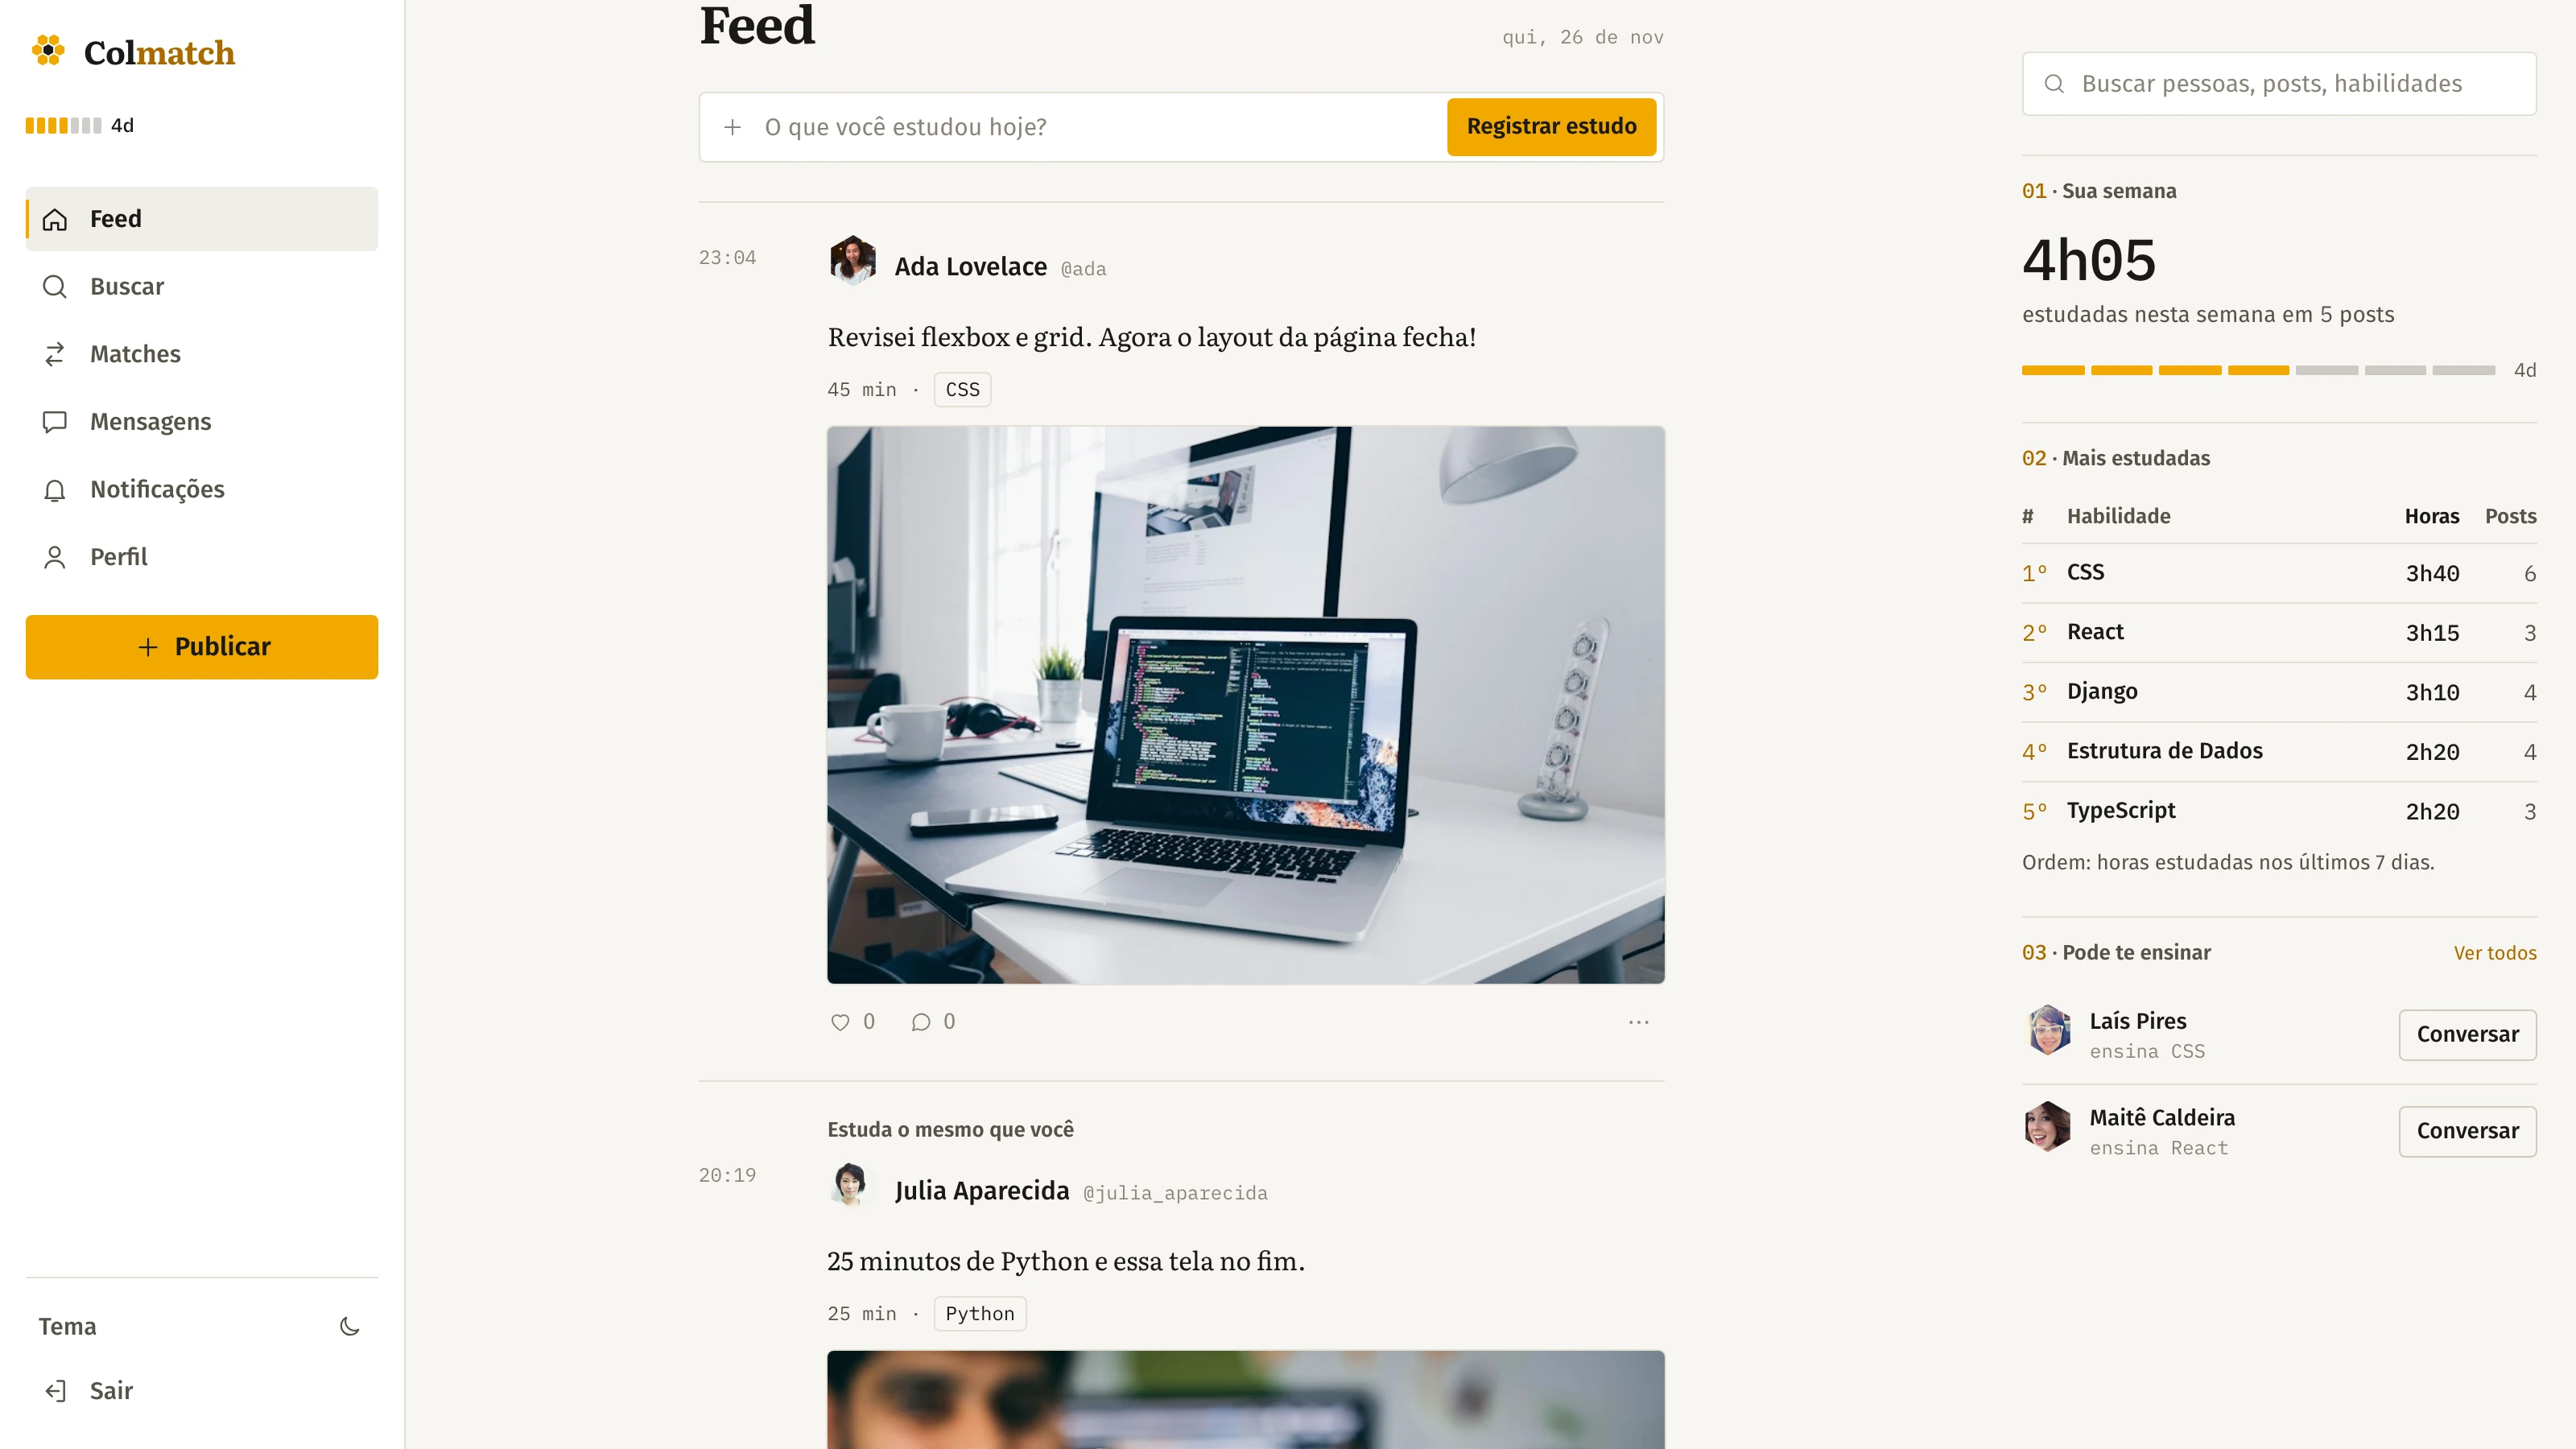 Colmatch
4d
Feed
Buscar
Matches
Mensagens
Notificações
Perfil
Publicar
Tema
Sair
Feed
qui, 26 de nov
O que você estudou hoje?
Registrar estudo
23:04
Ada Lovelace @ada
Revisei flexbox e grid. Agora o layout da página fecha!
45 min · CSS
0 0
Estuda o mesmo que você
20:19
Julia Aparecida @julia_aparecida
25 minutos de Python e essa tela no fim.
25 min · Python
Buscar pessoas, posts, habilidades
01 · Sua semana
4h05
estudadas nesta semana em 5 posts
4d
02 · Mais estudadas
# Habilidade Horas Posts
1º CSS 3h40 6
2º React 3h15 3
3º Django 3h10 4
4º Estrutura de Dados 2h20 4
5º TypeScript 2h20 3
Ordem: horas estudadas nos últimos 7 dias.
03 · Pode te ensinar Ver todos
Laís Pires
ensina CSS
Conversar
Maitê Caldeira
ensina React
Conversar